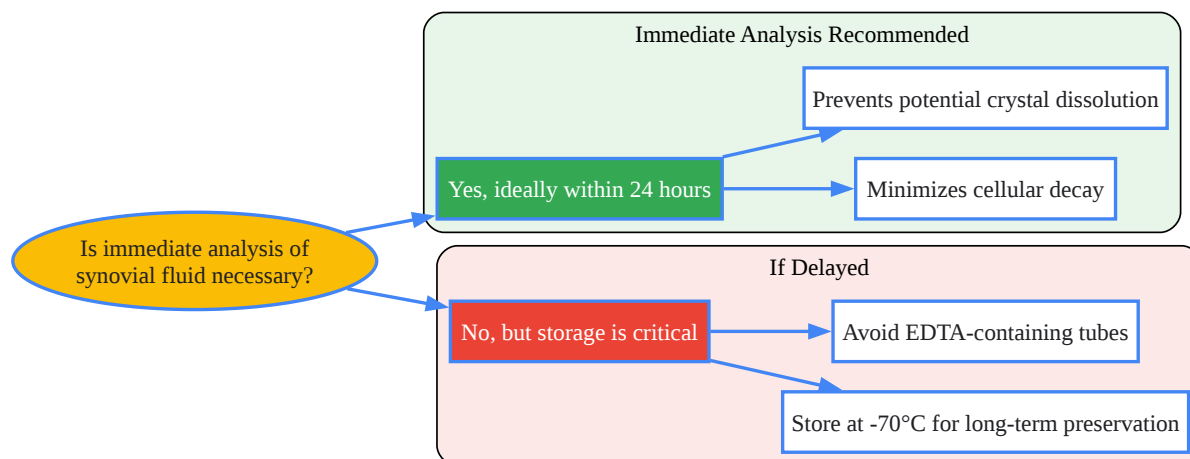 Is immediate analysis of
synovial fluid necessary?
Immediate Analysis Recommended
Yes, ideally within 24 hours
Prevents potential crystal dissolution
Minimizes cellular decay
If Delayed
No, but storage is critical
Avoid EDTA-containing tubes
Store at -70°C for long-term preservation